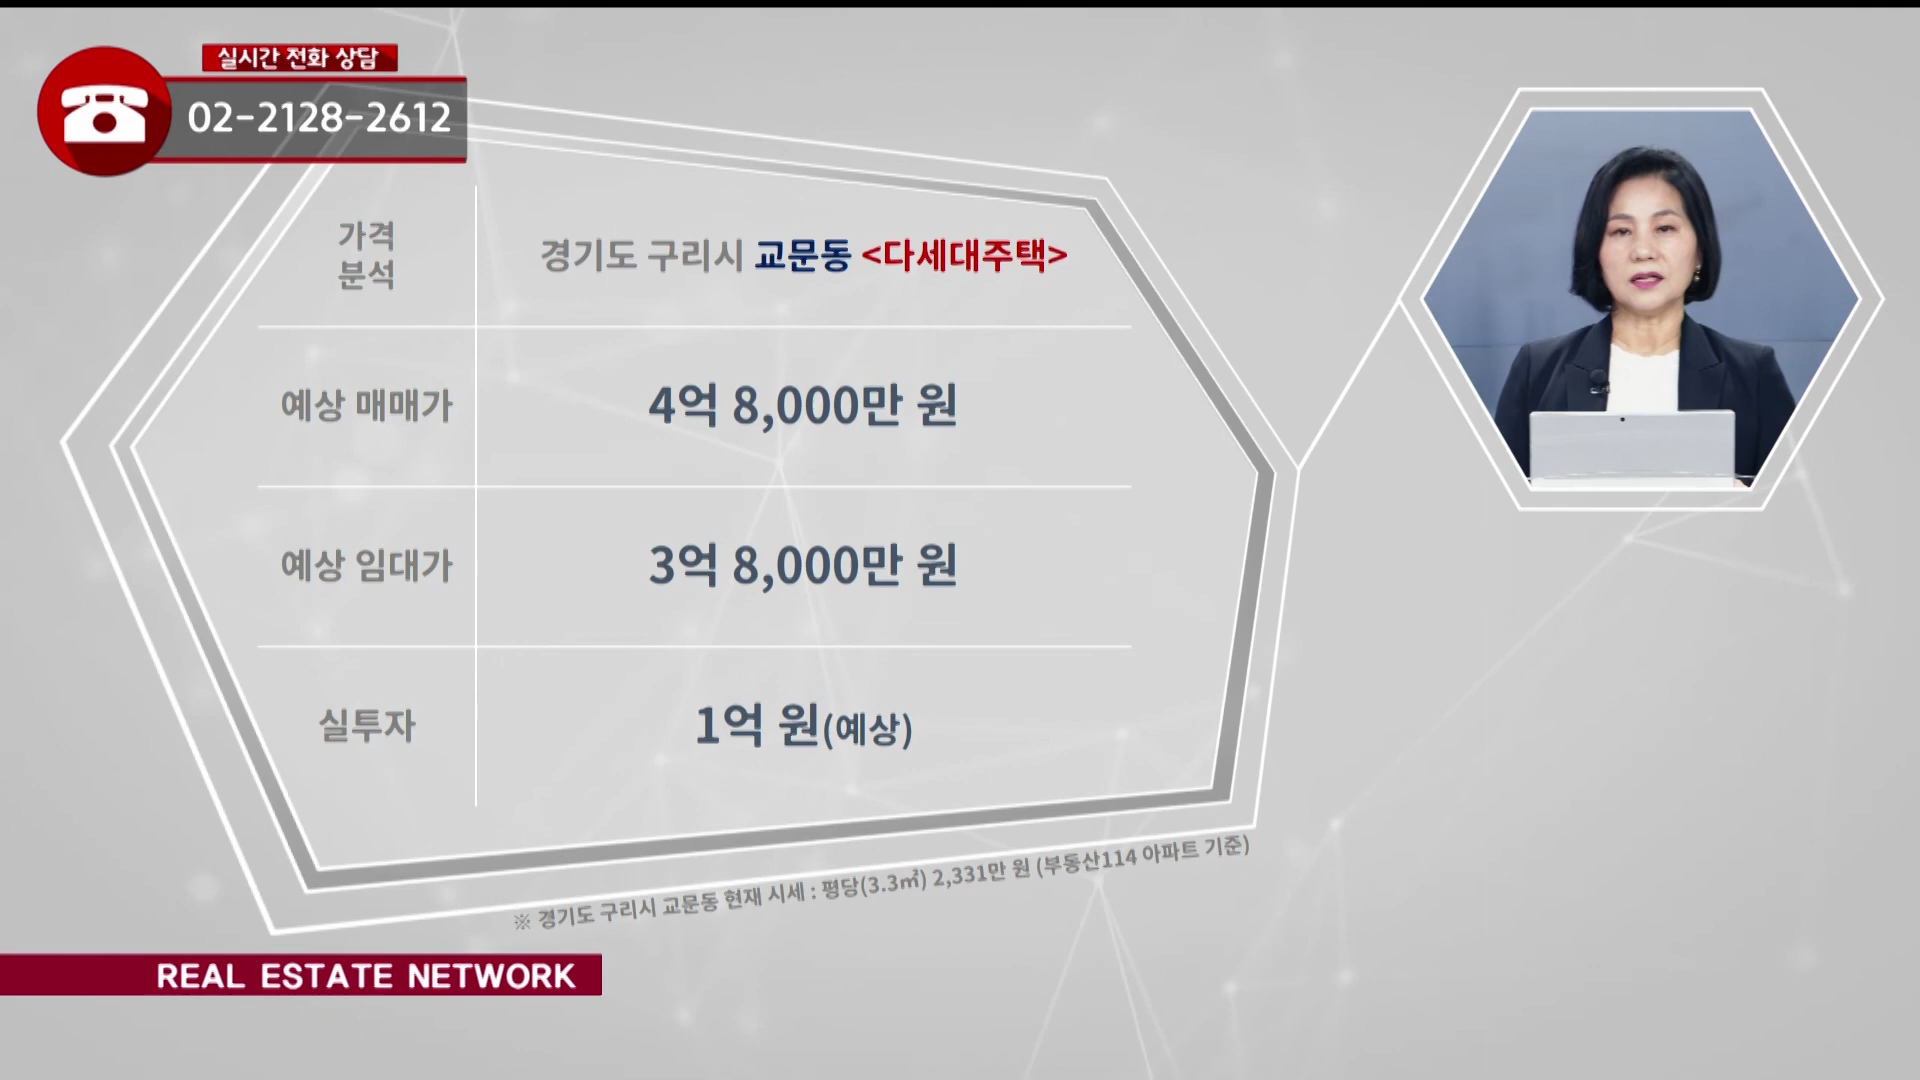 실시간 전화 상담
02-2128-2612
가격
분석
경기도 구리시 교문동 <다세대주택>
예상 매매가
4억 8,000만 원
예상 임대가
3억 8,000만 원
실투자
1억 원(예상)
※ 경기도 구리시 교문동 현재 시세 : 평당(3.3㎡) 2,331만 원 (부동산114 아파트 기준)
REAL ESTATE NETWORK